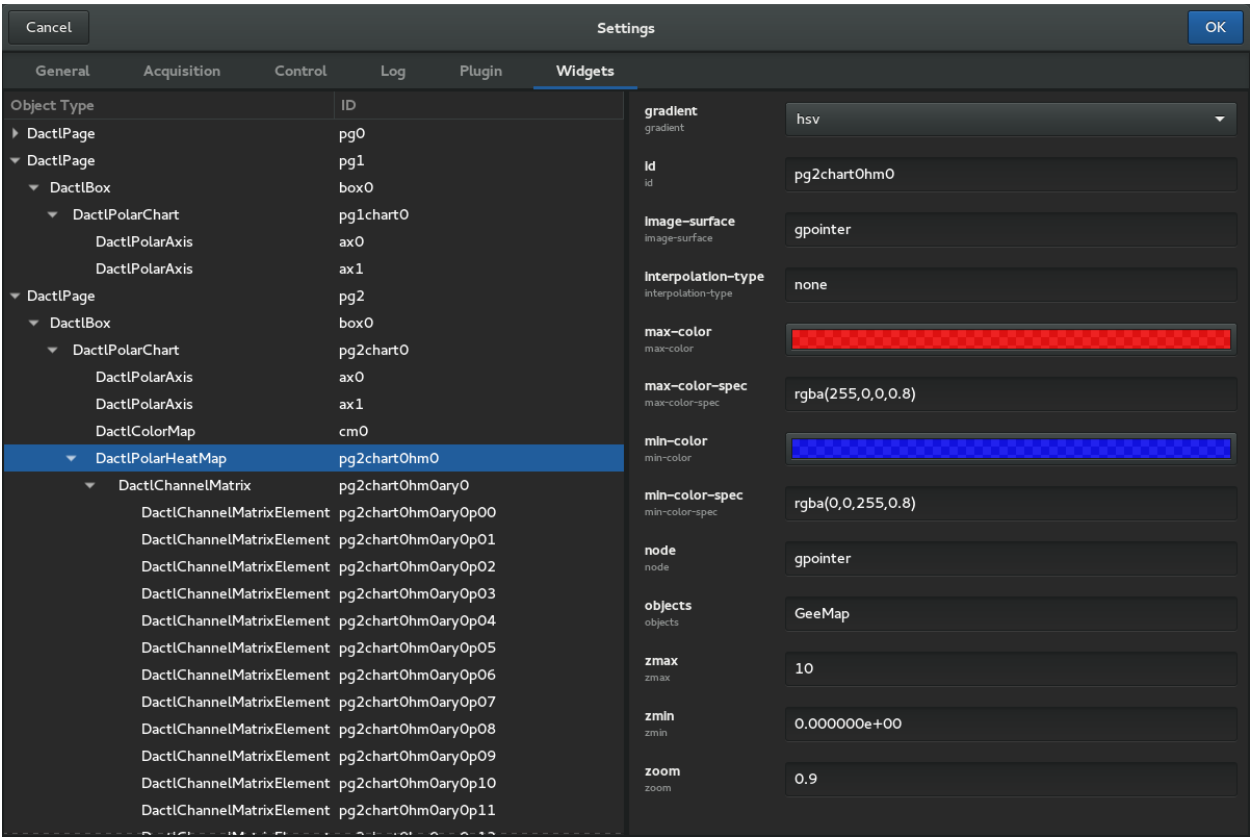 Cancel Settings OK
General Acquisition Control Log Plugin Widgets
Object Type ID
DactlPage pg0
DactlPage pg1
DactlBox box0
DactlPolarChart pg1chart0
DactlPolarAxis ax0
DactlPolarAxis ax1
DactlPage pg2
DactlBox box0
DactlPolarChart pg2chart0
DactlPolarAxis ax0
DactlPolarAxis ax1
DactlColorMap cm0
DactlPolarHeatMap pg2chart0hm0
DactlChannelMatrix pg2chart0hm0ary0
DactlChannelMatrixElement pg2chart0hm0ary0p00
DactlChannelMatrixElement pg2chart0hm0ary0p01
DactlChannelMatrixElement pg2chart0hm0ary0p02
DactlChannelMatrixElement pg2chart0hm0ary0p03
DactlChannelMatrixElement pg2chart0hm0ary0p04
DactlChannelMatrixElement pg2chart0hm0ary0p05
DactlChannelMatrixElement pg2chart0hm0ary0p06
DactlChannelMatrixElement pg2chart0hm0ary0p07
DactlChannelMatrixElement pg2chart0hm0ary0p08
DactlChannelMatrixElement pg2chart0hm0ary0p09
DactlChannelMatrixElement pg2chart0hm0ary0p10
DactlChannelMatrixElement pg2chart0hm0ary0p11
gradient
gradient
hsv
id
id
pg2chart0hm0
image-surface
image-surface
gpointer
interpolation-type
interpolation-type
none
max-color
max-color
max-color-spec
max-color-spec
rgba(255,0,0,0.8)
min-color
min-color
min-color-spec
min-color-spec
rgba(0,0,255,0.8)
node
node
gpointer
objects
objects
GeeMap
zmax
zmax
10
zmin
zmin
0.000000e+00
zoom
zoom
0.9